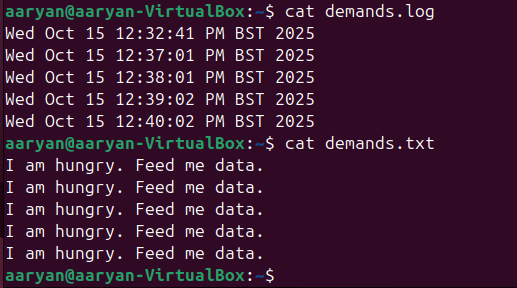 aaryan@aaryan-VirtualBox:~$ cat demands.log
Wed Oct 15 12:32:41 PM BST 2025
Wed Oct 15 12:37:01 PM BST 2025
Wed Oct 15 12:38:01 PM BST 2025
Wed Oct 15 12:39:02 PM BST 2025
Wed Oct 15 12:40:02 PM BST 2025
aaryan@aaryan-VirtualBox:~$ cat demands.txt
I am hungry. Feed me data.
I am hungry. Feed me data.
I am hungry. Feed me data.
I am hungry. Feed me data.
I am hungry. Feed me data.
aaryan@aaryan-VirtualBox:~$